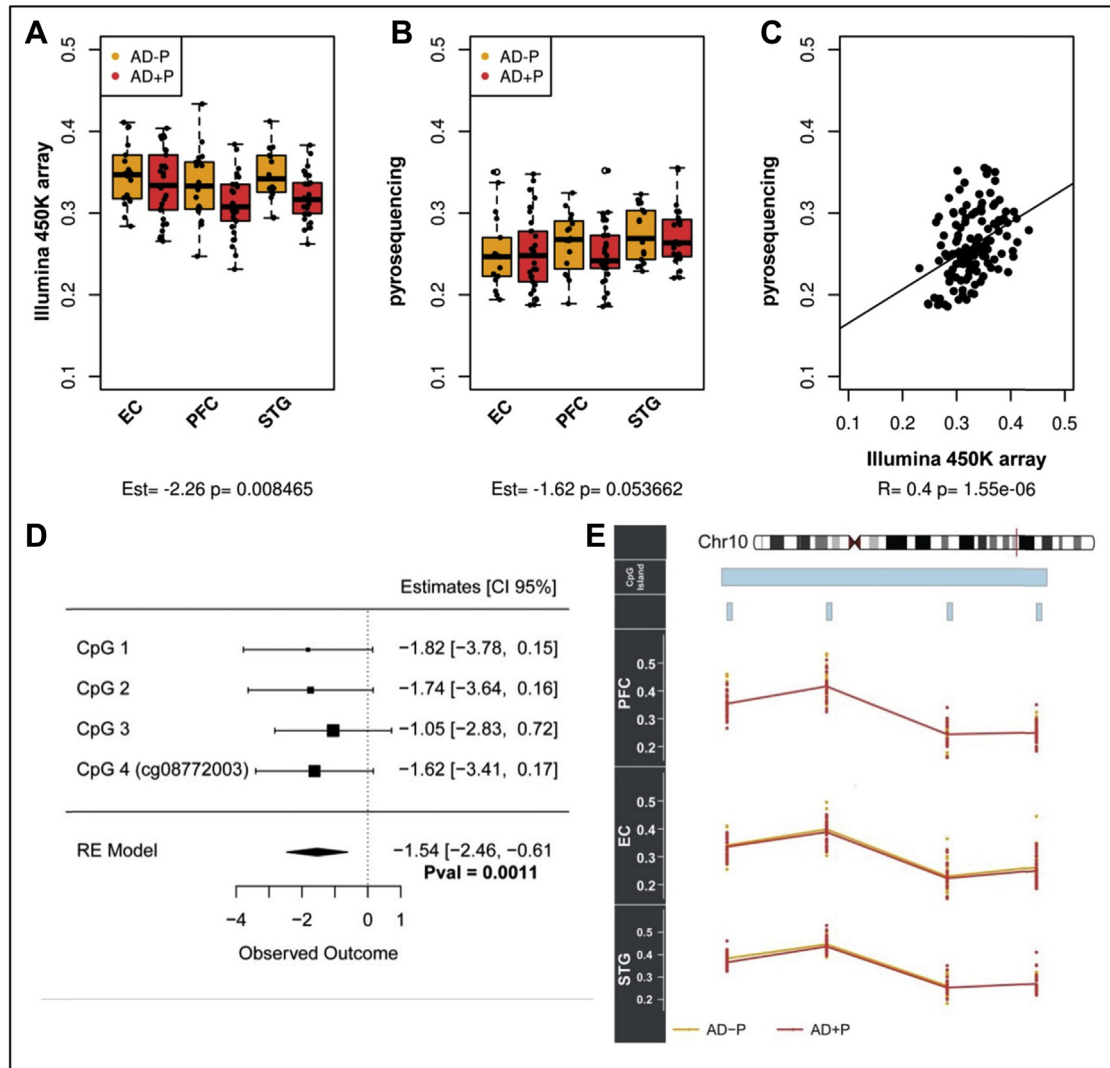 A
B
C
0.5
0.4
0.3
0.2
0.1
Illumina 450K array
AD-P
AD+P
EC
PFC
STG
Est= -2.26 p= 0.008465
0.5
0.4
0.3
0.2
0.1
pyrosequencing
AD-P
AD+P
EC
PFC
STG
Est= -1.62 p= 0.053662
0.5
0.4
0.3
0.2
0.1
pyrosequencing
0.1 0.2 0.3 0.4 0.5
Illumina 450K array
R= 0.4 p= 1.55e-06
D
Estimates [CI 95%]
CpG 1 −1.82 [−3.78, 0.15]
CpG 2 −1.74 [−3.64, 0.16]
CpG 3 −1.05 [−2.83, 0.72]
CpG 4 (cg08772003) −1.62 [−3.41, 0.17]
RE Model −1.54 [−2.46, −0.61
Pval = 0.0011
−4 −2 0 1
Observed Outcome
E
Chr10
CpG
Island
PFC
0.5
0.4
0.3
0.2
EC
0.5
0.4
0.3
0.2
STG
0.5
0.4
0.3
0.2
AD−P AD+P